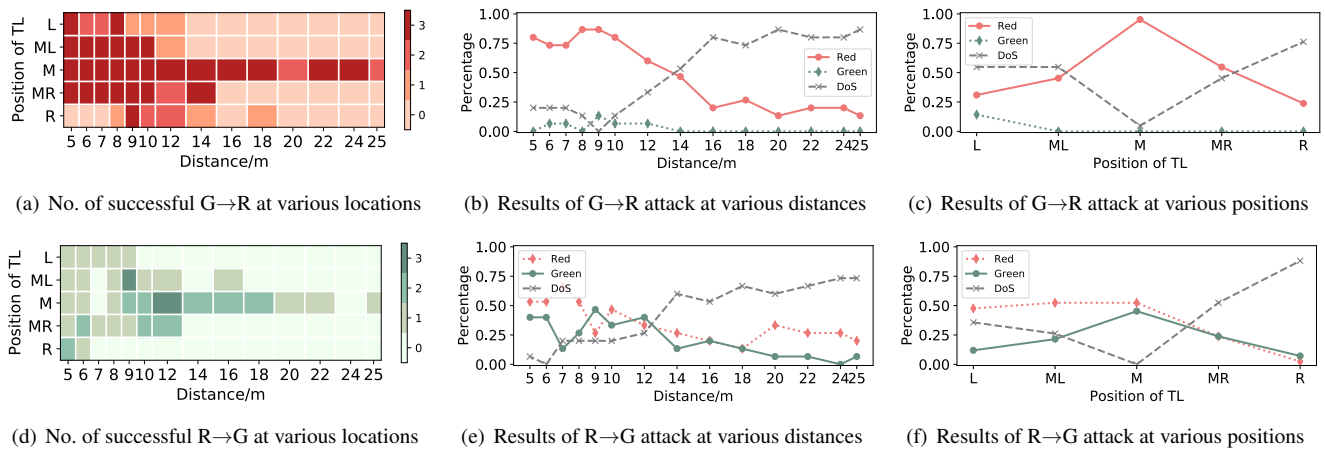 Position of TL
L
ML
M
MR
R
5 6 7 8 9 10 12 14 16 18 20 22 24 25
Distance/m
3
2
1
0
(a) No. of successful G→R at various locations
Percentage
1.00
0.75
0.50
0.25
0.00
Red
Green
DoS
5 6 7 8 9 10 12 14 16 18 20 22 24 25
Distance/m
(b) Results of G→R attack at various distances
Percentage
1.00
0.75
0.50
0.25
0.00
Red
Green
DoS
L ML M MR R
Position of TL
(c) Results of G→R attack at various positions
Position of TL
L
ML
M
MR
R
5 6 7 8 9 10 12 14 16 18 20 22 24 25
Distance/m
3
2
1
0
(d) No. of successful R→G at various locations
Percentage
1.00
0.75
0.50
0.25
0.00
Red
Green
DoS
5 6 7 8 9 10 12 14 16 18 20 22 24 25
Distance/m
(e) Results of R→G attack at various distances
Percentage
1.00
0.75
0.50
0.25
0.00
Red
Green
DoS
L ML M MR R
Position of TL
(f) Results of R→G attack at various positions